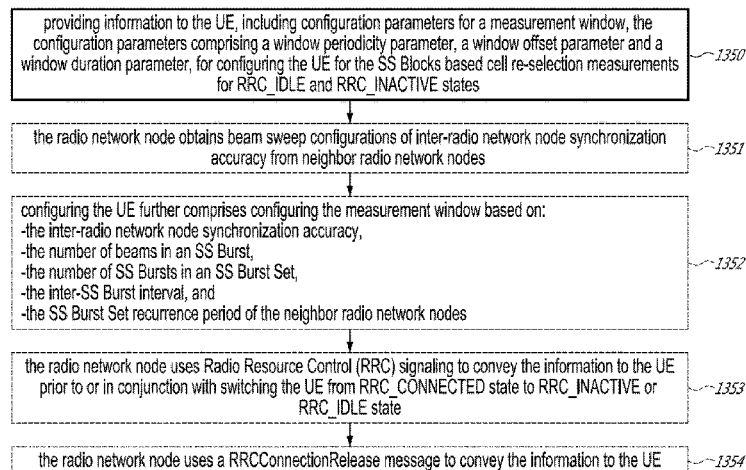 providing information to the UE, including configuration parameters for a measurement window, the
configuration parameters comprising a window periodicity parameter, a window offset parameter and a
window duration parameter, for configuring the UE for the SS Blocks based cell re-selection measurements
for RRC_IDLE and RRC_INACTIVE states
1350
the radio network node obtains beam sweep configurations of inter-radio network node synchronization
accuracy from neighbor radio network nodes
1351
configuring the UE further comprises configuring the measurement window based on:
-the inter-radio network node synchronization accuracy,
-the number of beams in an SS Burst,
-the number of SS Bursts in an SS Burst Set,
-the inter-SS Burst interval, and
-the SS Burst Set recurrence period of the neighbor radio network nodes
1352
the radio network node uses Radio Resource Control (RRC) signaling to convey the information to the UE
prior to or in conjunction with switching the UE from RRC_CONNECTED state to RRC_INACTIVE or
RRC_IDLE state
1353
the radio network node uses a RRCConnectionRelease message to convey the information to the UE
1354